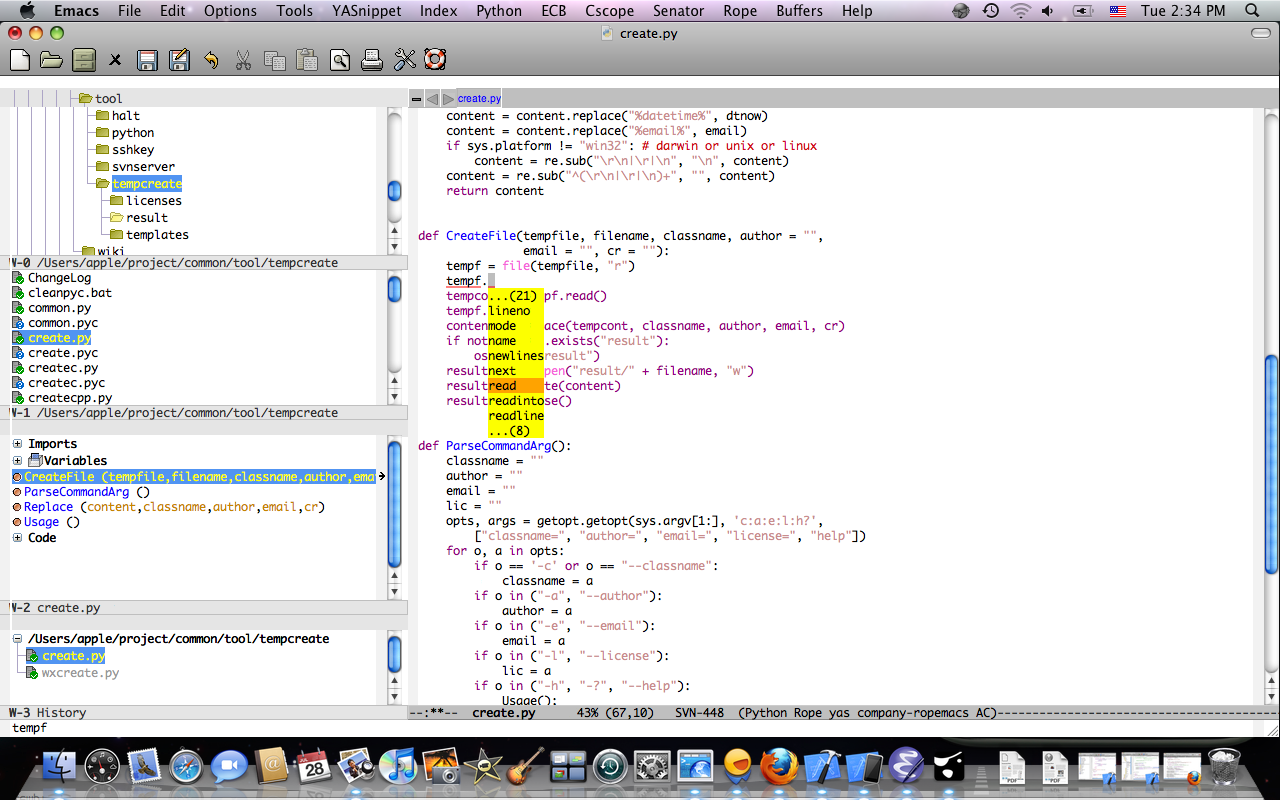 Emacs File Edit Options Tools YASnippet Index Python ECB Cscope Senator Rope Buffers Help Tue 2:34 PM
create.py
tool
halt
python
sshkey
svnserver
tempcreate
licenses
result
templates
wiki
W-0 /Users/apple/project/common/tool/tempcreate
ChangeLog
cleanpyc.bat
common.py
common.pyc
create.py
create.pyc
createc.py
createc.pyc
createcpp.py
W-1 /Users/apple/project/common/tool/tempcreate
Imports
Variables
CreateFile (tempfile,filename,classname,author,ema
ParseCommandArg ()
Replace (content,classname,author,email,cr)
Usage ()
Code
W-2 create.py
/Users/apple/project/common/tool/tempcreate
create.py
wxcreate.py
W-3 History
create.py
content = content.replace("%datetime%", dtnow)
content = content.replace("%email%", email)
if sys.platform != "win32": # darwin or unix or linux
content = re.sub("\r\n|\r|\n", "\n", content)
content = re.sub("^(\r\n|\r|\n)+", "", content)
return content
def CreateFile(tempfile, filename, classname, author = "",
email = "", cr = ""):
tempf = file(tempfile, "r")
tempf.
tempco...(21) pf.read()
tempf.lineno
contenmode ace(tempcont, classname, author, email, cr)
if notname .exists("result"):
osnewlinesresult")
resultnext pen("result/" + filename, "w")
resultread te(content)
resultreadintose()
readline
...(8)
def ParseCommandArg():
classname = ""
author = ""
email = ""
lic = ""
opts, args = getopt.getopt(sys.argv[1:], 'c:a:e:l:h?',
["classname=", "author=", "email=", "license=", "help"])
for o, a in opts:
if o == '-c' or o == "--classname":
classname = a
if o in ("-a", "--author"):
author = a
if o in ("-e", "--email"):
email = a
if o in ("-l", "--license"):
lic = a
if o in ("-h", "-?", "--help"):
Usage():
--:**-- create.py 43% (67,10) SVN-448 (Python Rope yas company-ropemacs AC)
tempf
JUL
28
PDF
PDF